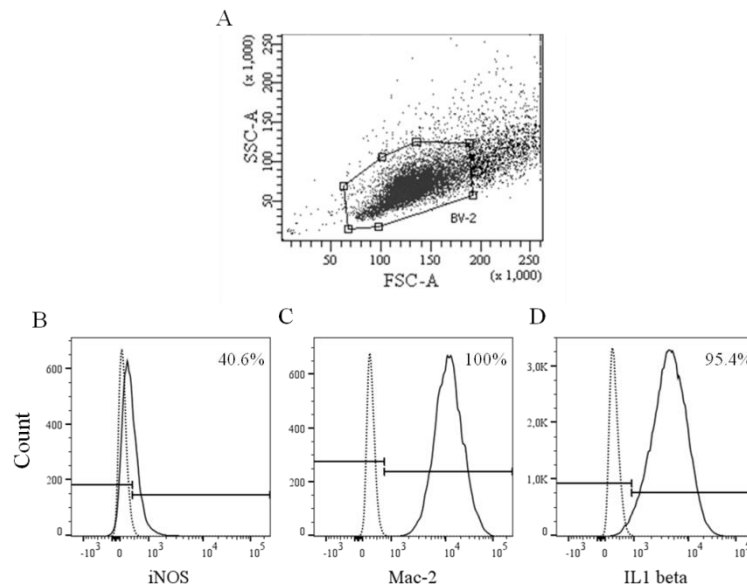 A
SSC-A
(x 1,000)
250
200
150
100
50
BV-2
50 100 150 200 250
(x 1,000)
FSC-A
B
40.6%
Count
600
400
200
0
-10³ 0 10³ 10⁴ 10⁵
iNOS
C
100%
600
400
200
0
-10³ 0 10³ 10⁴ 10⁵
Mac-2
D
95.4%
3,0K
2,0K
1,0K
0
-10³ 0 10³ 10⁴ 10⁵
IL1 beta